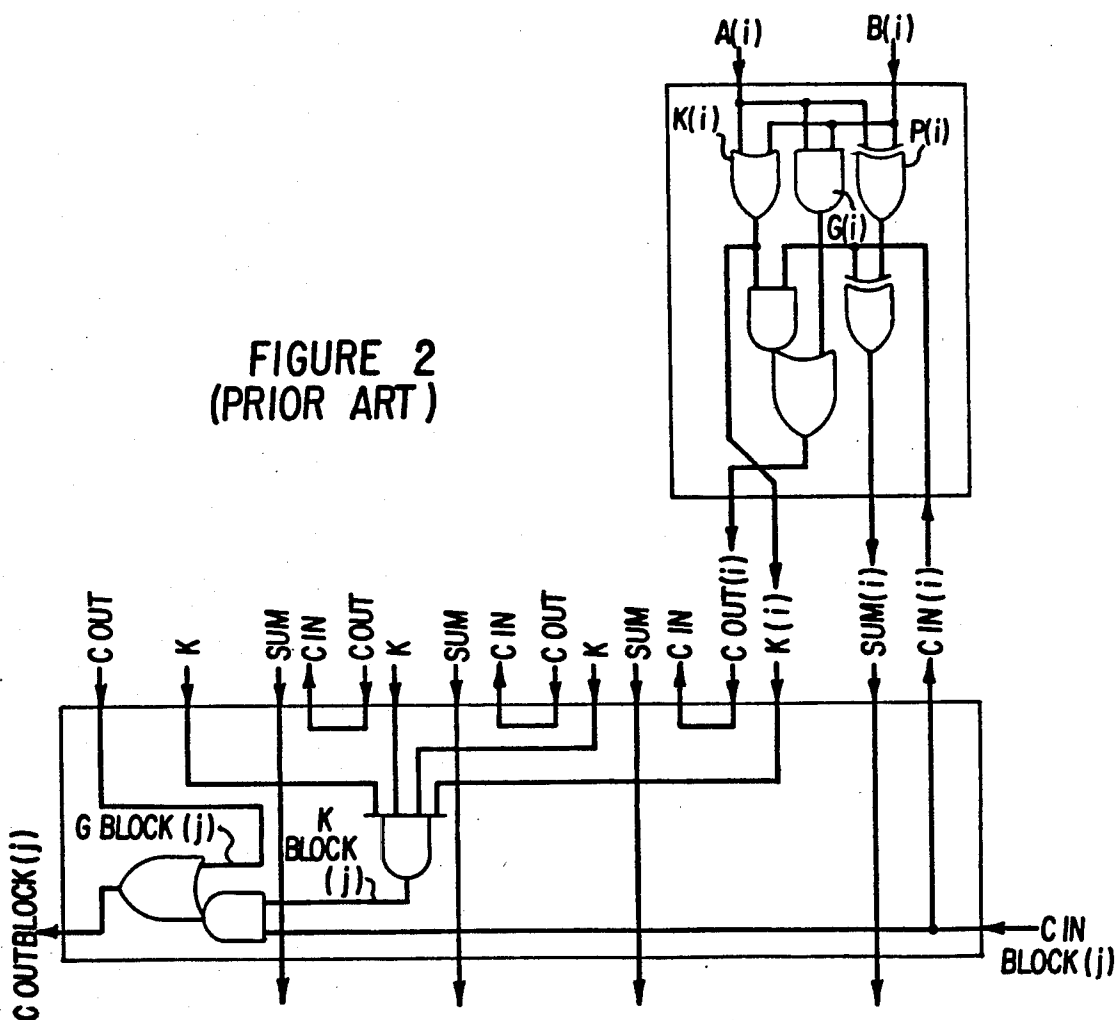 A(i)
B(i)
K(i)
P(i)
G(i)
FIGURE 2
(PRIOR ART)
C OUT
K
SUM
C IN
C OUT
K
SUM
C IN
C OUT
K
SUM
C IN
C OUT(i)
K(i)
SUM(i)
C IN(i)
G BLOCK (j)
K
BLOCK
(j)
C OUTBLOCK(j)
C IN
BLOCK(j)